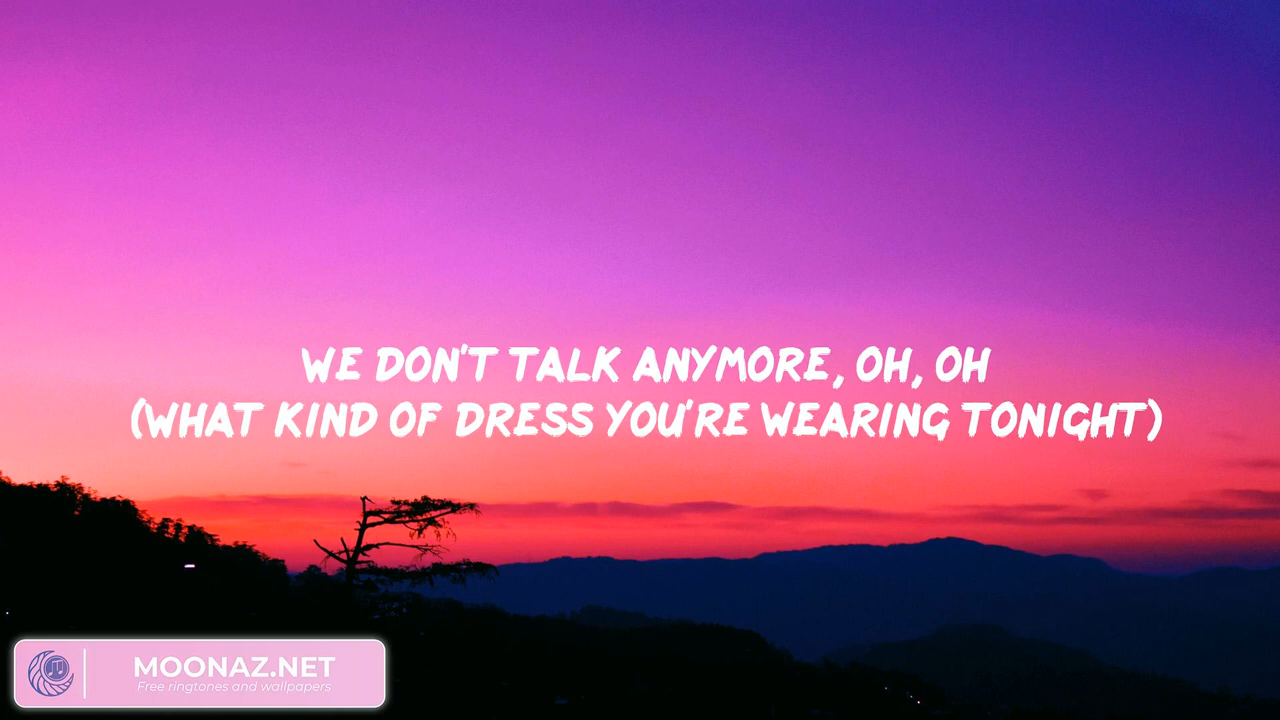 WE DON'T TALK ANYMORE, OH, OH
(WHAT KIND OF DRESS YOU'RE WEARING TONIGHT)
MOONAZ.NET
Free ringtones and wallpapers